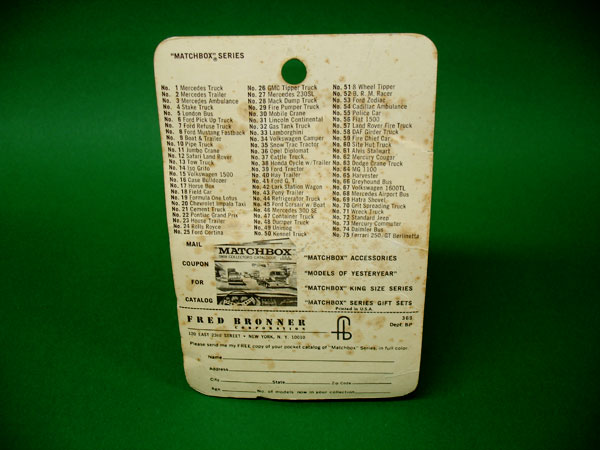 "MATCHBOX" SERIES
No. 1 Mercedes Truck
No. 2 Mercedes Trailer
No. 3 Mercedes Ambulance
No. 4 Stake Truck
No. 5 London Bus
No. 6 Ford Pick Up Truck
No. 7 Ford Refuse Truck
No. 8 Ford Mustang Fastback
No. 9 Boat & Trailer
No. 10 Pipe Truck
No. 11 Jumbo Crane
No. 12 Safari Land Rover
No. 13 Tow Truck
No. 14 Iso Grifo
No. 15 Volkswagen 1500
No. 16 Case Bulldozer
No. 17 Horse Box
No. 18 Field Car
No. 19 Formula One Lotus
No. 20 Chevrolet Impala Taxi
No. 21 Cement Truck
No. 22 Pontiac Grand Prix
No. 23 House Trailer
No. 24 Rolls Royce
No. 25 Ford Cortina
No. 26 GMC Tipper Truck
No. 27 Mercedes 230SL
No. 28 Mack Dump Truck
No. 29 Fire Pumper Truck
No. 30 Mobile Crane
No. 31 Lincoln Continental
No. 32 Gas Tank Truck
No. 33 Lamborghini
No. 34 Volkswagen Camper
No. 35 Snow Trac Tractor
No. 36 Opel Diplomat
No. 37 Cattle Truck
No. 38 Honda Cycle w/Trailer
No. 39 Ford Tractor
No. 40 Hay Trailer
No. 41 Ford G. T.
No. 42 Lark Station Wagon
No. 43 Pony Trailer
No. 44 Refrigerator Truck
No. 45 Ford Corsair w/Boat
No. 46 Mercedes 300 SE
No. 47 Container Truck
No. 48 Dumper Truck
No. 49 Unimog
No. 50 Kennel Truck
No. 51 8 Wheel Tipper
No. 52 B. R. M. Racer
No. 53 Ford Zodiac
No. 54 Cadillac Ambulance
No. 55 Police Car
No. 56 Fiat 1500
No. 57 Land Rover Fire Truck
No. 58 DAF Girder Truck
No. 59 Fire Chief Car
No. 60 Site Hut Truck
No. 61 Alvis Stalwart
No. 62 Mercury Cougar
No. 63 Dodge Crane Truck
No. 64 MG 1100
No. 65 Harvester
No. 66 Greyhound Bus
No. 67 Volkswagen 1600TL
No. 68 Mercedes Airport Bus
No. 69 Hatra Shovel
No. 70 Grit Spreading Truck
No. 71 Wreck Truck
No. 72 Standard Jeep
No. 73 Mercury Commuter
No. 74 Daimler Bus
No. 75 Ferrari 250, GT Berlinetta
MAIL
COUPON
FOR
CATALOG
MATCHBOX
"MATCHBOX" ACCESSORIES
"MODELS OF YESTERYEAR"
"MATCHBOX" KING SIZE SERIES
"MATCHBOX" SERIES GIFT SETS
Printed in U.S.A.
FRED BRONNER
CORPORATION
120 EAST 23rd STREET • NEW YORK, N. Y. 10010
Dept: BP
Please send me my FREE copy of your pocket catalog of "Matchbox" Series, in full color.
Name
Address
City State Zip Code
Age No. of models now in your collection